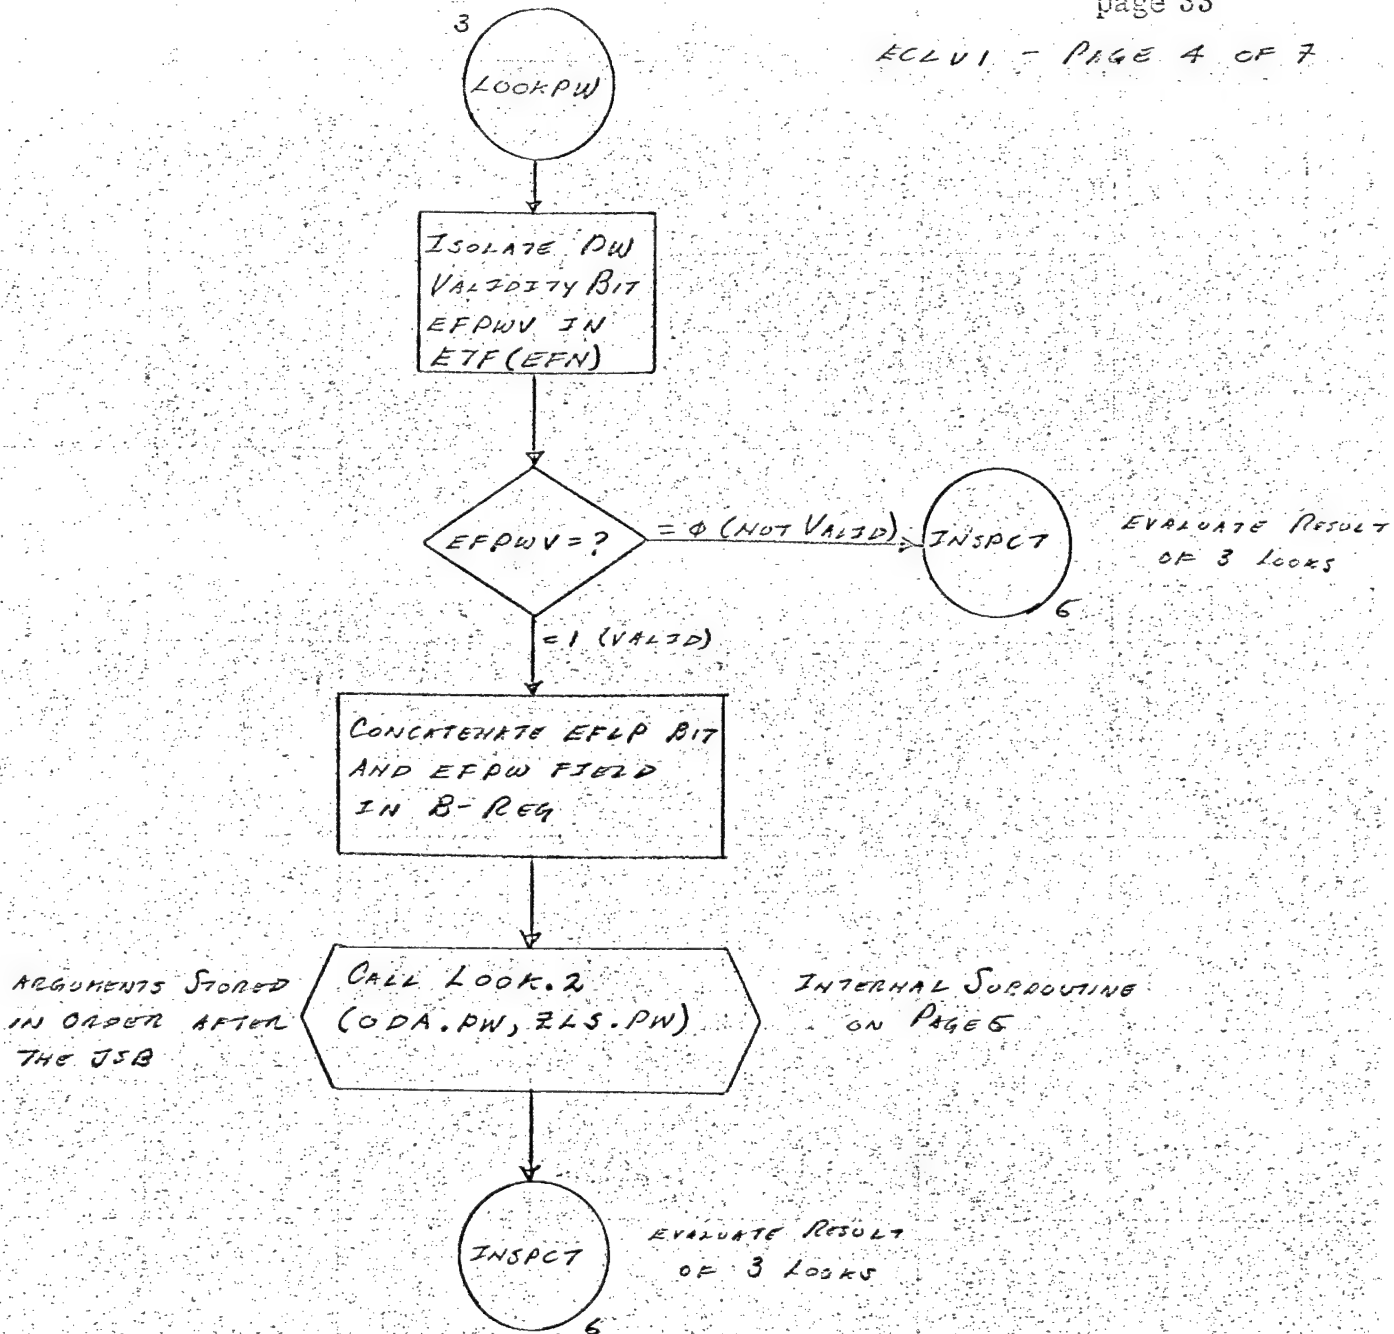 page 33
ECLV1 - PAGE 4 OF 7
3
LOOKPW
ISOLATE PW
VALIDITY BIT
EFPWV IN
ETF(EFN)
EFPWV=?
= φ (NOT VALID)
INSPCT
6
EVALUATE RESULT
OF 3 LOOKS
= 1 (VALID)
CONCATENATE EFLP BIT
AND EFPW FIELD
IN B-REG
ARGUMENTS STORED
IN ORDER AFTER
THE JSB
CALL LOOK.2
(ODA.PW, ZLS.PW)
INTERNAL SUBROUTINE
ON PAGE 5
INSPCT
6
EVALUATE RESULT
OF 3 LOOKS